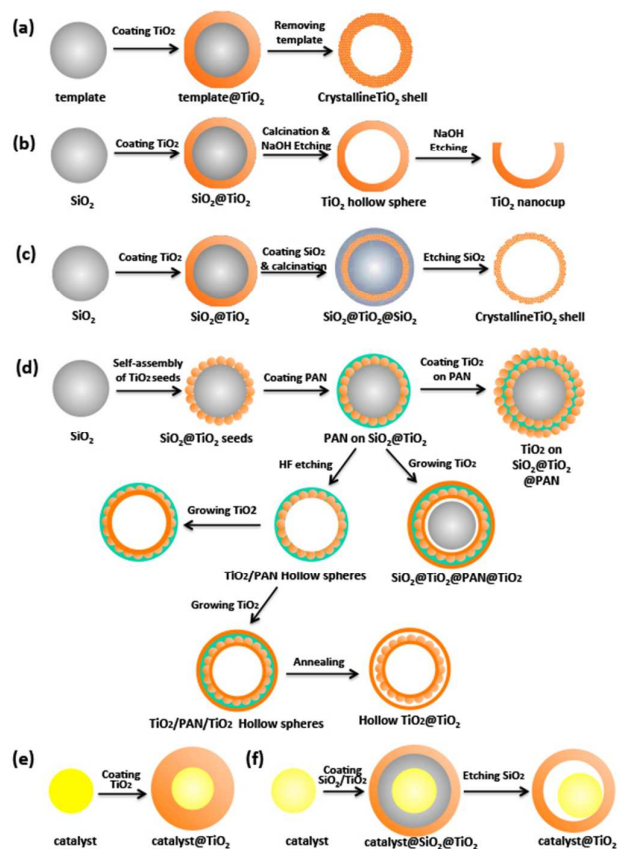 (a)
Coating TiO2
Removing
template
template
template@TiO2
CrystallineTiO2 shell
(b)
Coating TiO2
Calcination &
NaOH Etching
NaOH
Etching
SiO2
SiO2@TiO2
TiO2 hollow sphere
TiO2 nanocup
(c)
Coating TiO2
Coating SiO2
& calcination
Etching SiO2
SiO2
SiO2@TiO2
SiO2@TiO2@SiO2
CrystallineTiO2 shell
(d)
Self-assembly
of TiO2 seeds
Coating PAN
Coating TiO2
on PAN
SiO2
SiO2@TiO2 seeds
PAN on SiO2@TiO2
TiO2 on
SiO2@TiO2
@PAN
HF etching
Growing TiO2
Growing TiO2
TiO2/PAN Hollow spheres
SiO2@TiO2@PAN@TiO2
Growing TiO2
Annealing
TiO2/PAN/TiO2 Hollow spheres
Hollow TiO2@TiO2
(e)
Coating
TiO2
catalyst
catalyst@TiO2
(f)
Coating
SiO2/TiO2
Etching SiO2
catalyst
catalyst@SiO2@TiO2
catalyst@TiO2